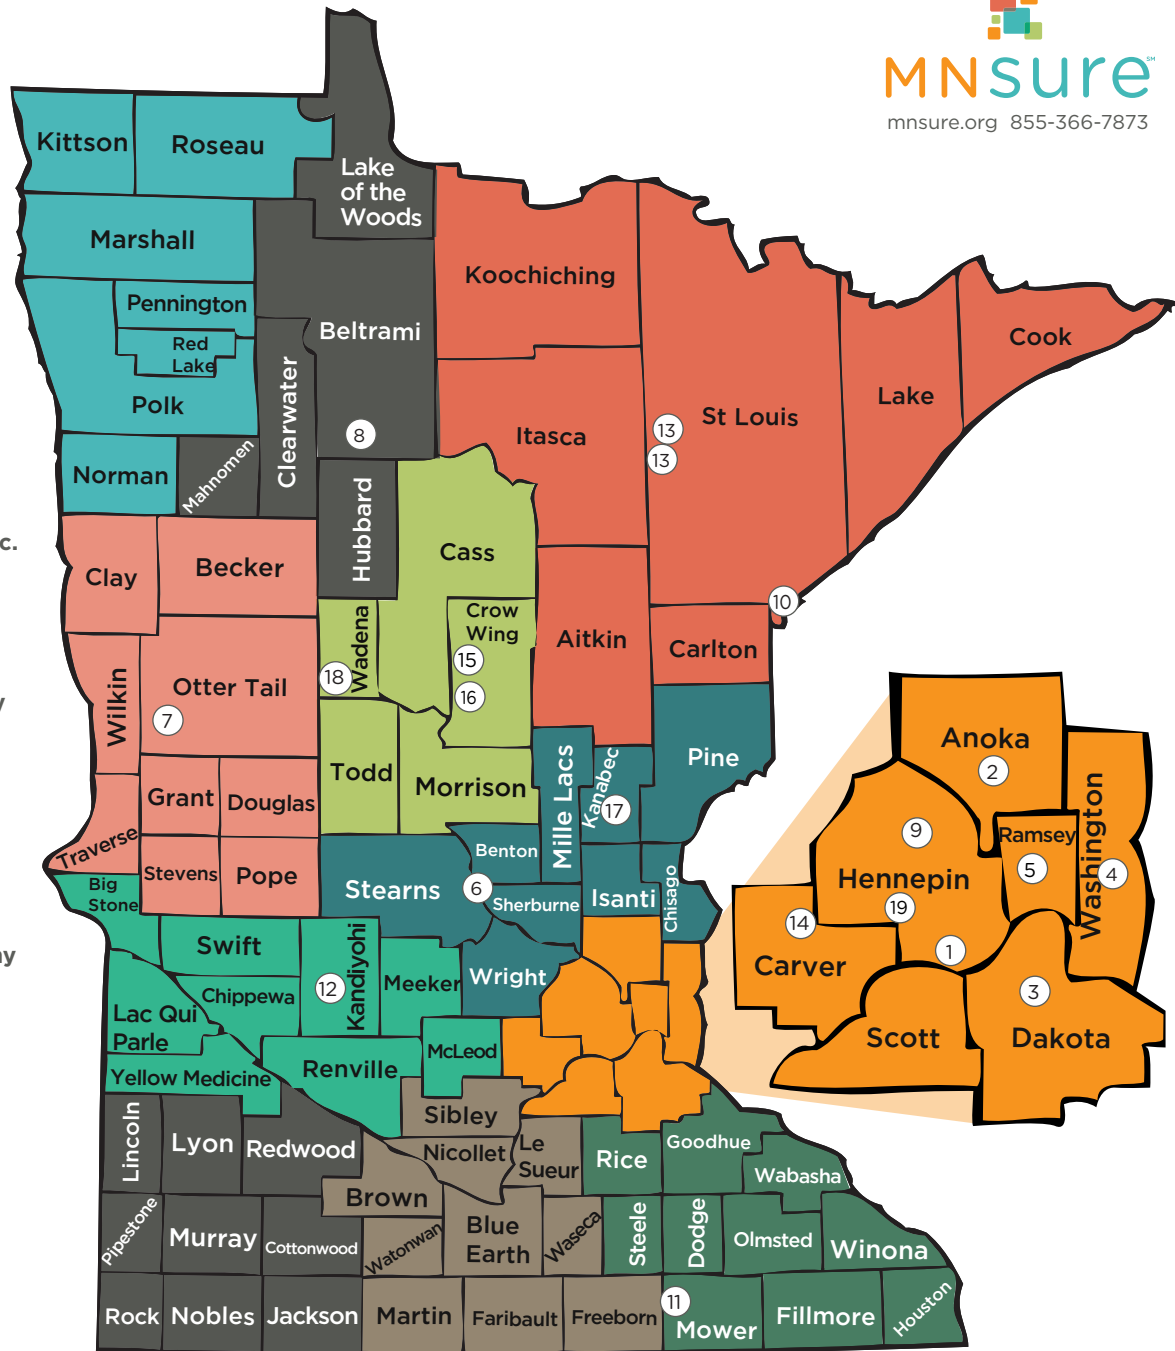 MNsure℠
mnsure.org 855-366-7873
Kittson
Roseau
Lake
of the
Woods
Marshall
Koochiching
Pennington
Beltrami
Red
Lake
Cook
Clearwater
Polk
Lake
St Louis
Itasca
8
13
13
Norman
Mahnomen
Hubbard
c.
Cass
Becker
Clay
Crow
Wing
10
Wadena
Aitkin
Carlton
15
18
16
Otter Tail
Wilkin
y
7
Anoka
2
Pine
Mille Lacs
Kanabec
17
Todd
Morrison
Grant
Douglas
Washington
9
Ramsey
Traverse
Benton
5
4
Stevens
Pope
Stearns
6
Hennepin
Big
Stone
Sherburne
Isanti
Chisago
19
14
Swift
Kandiyohi
1
ny
Wright
Carver
Meeker
12
Chippewa
3
Lac Qui
Parle
Scott
Dakota
McLeod
Renville
Yellow Medicine
Sibley
Lincoln
Lyon
Redwood
Nicollet
Le
Sueur
Rice
Goodhue
Wabasha
Brown
Pipestone
Murray
Cottonwood
Watonwan
Blue
Earth
Waseca
Steele
Dodge
Olmsted
Winona
Rock
Nobles
Jackson
Martin
Faribault
Freeborn
11
Mower
Fillmore
Houston